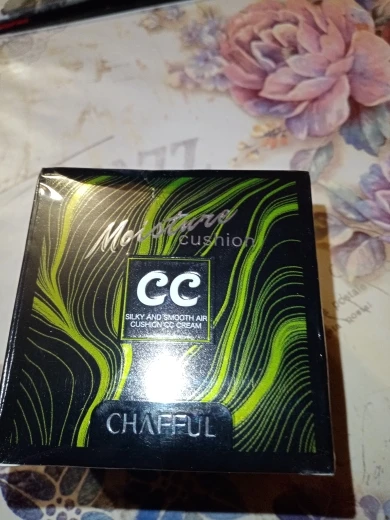 Moisture
cushion
CC
SILKY AND SMOOTH AIR
CUSHION CC CREAM
CHAFFUL